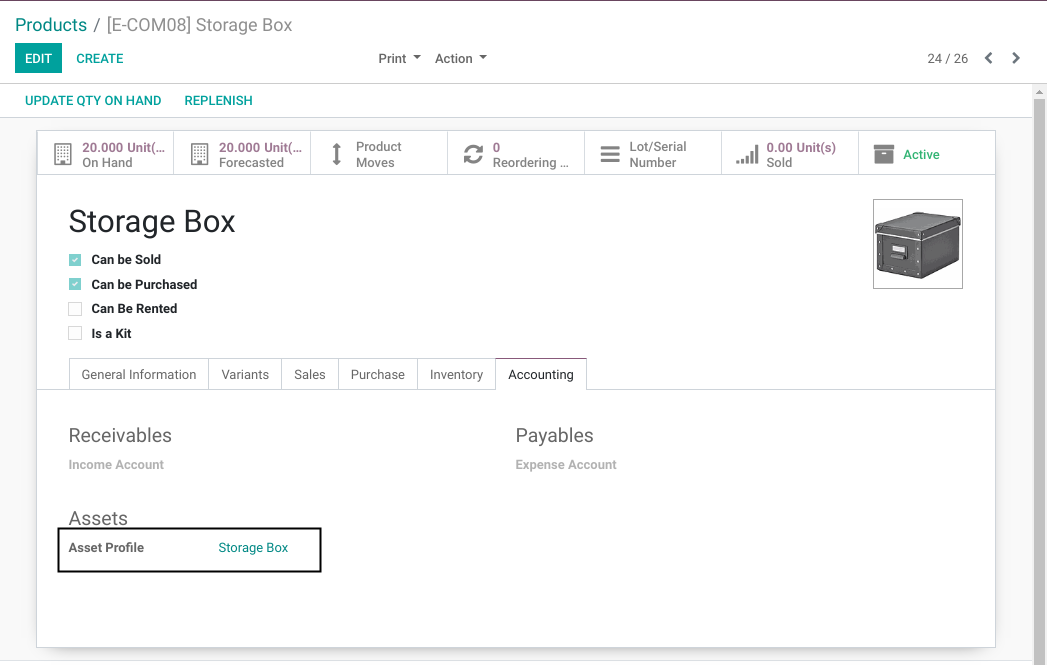 Products / [E-COM08] Storage Box
EDIT CREATE Print Action 24 / 26
UPDATE QTY ON HAND REPLENISH
20.000 Unit(...
On Hand
20.000 Unit(...
Forecasted
Product
Moves
0
Reordering ...
Lot/Serial
Number
0.00 Unit(s)
Sold
Active
Storage Box
Can be Sold
Can be Purchased
Can Be Rented
Is a Kit
General Information Variants Sales Purchase Inventory Accounting
Receivables Payables
Income Account Expense Account
Assets
Asset Profile Storage Box